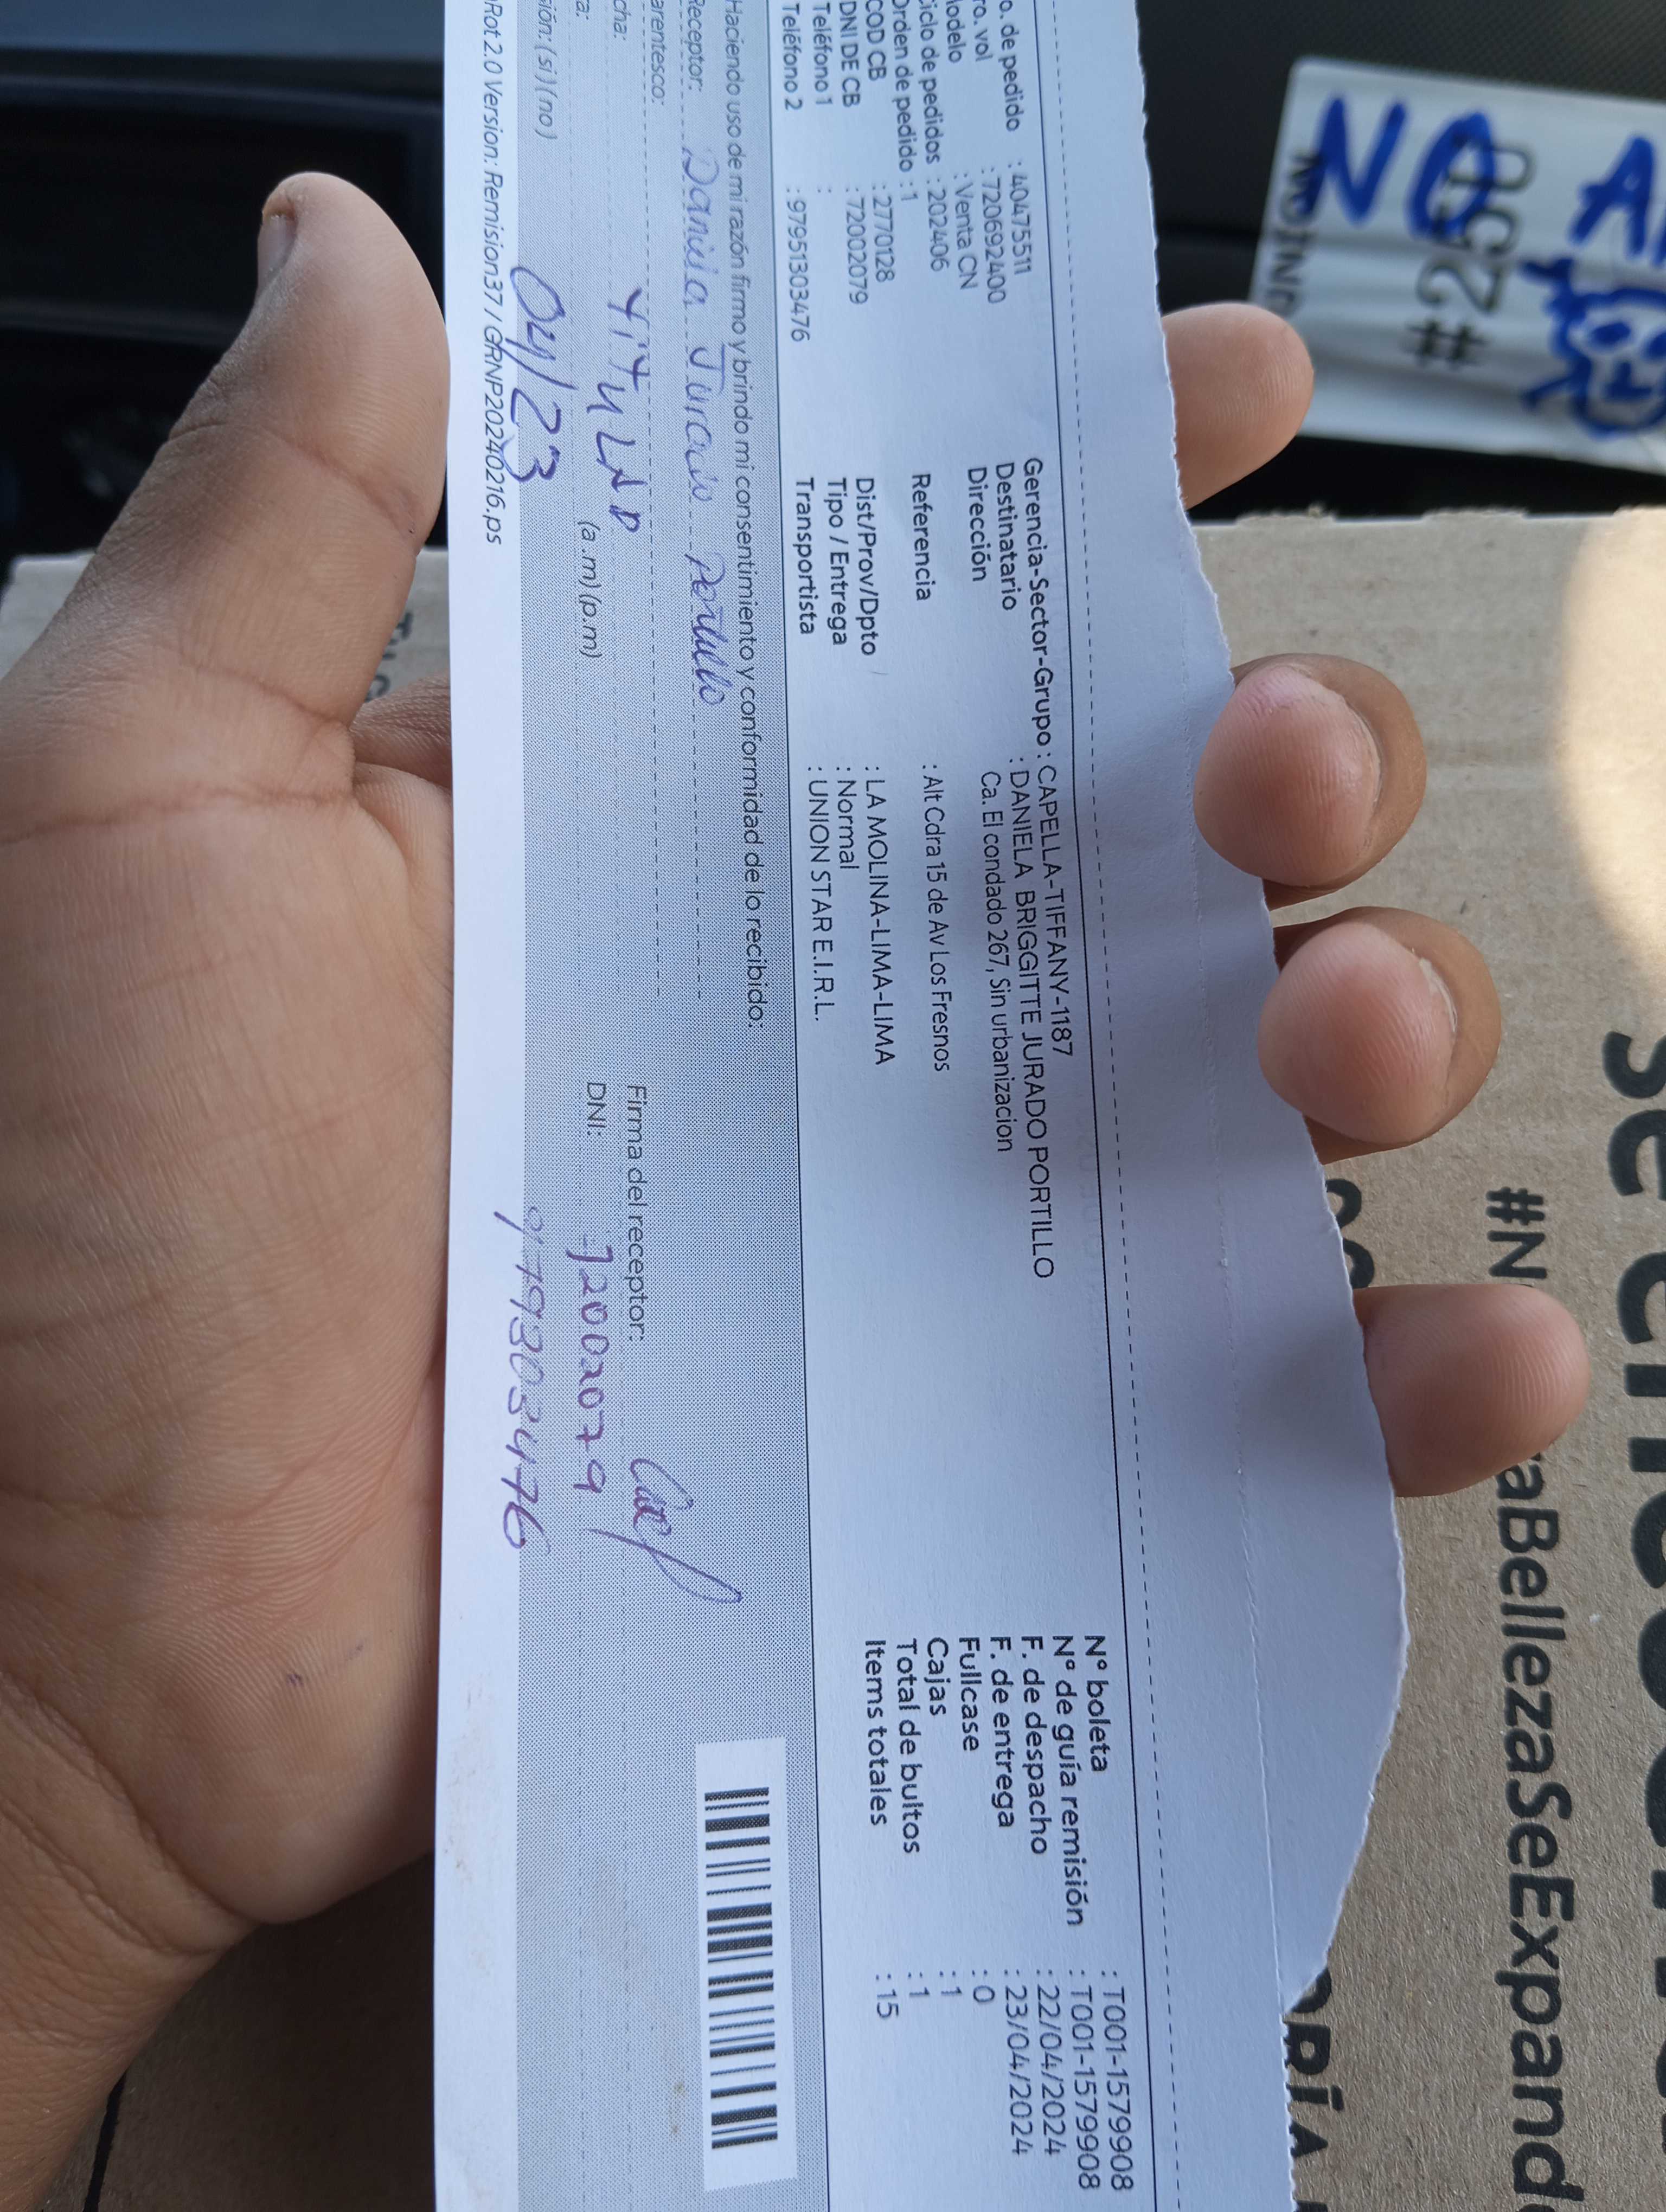 o. de pedido : 40475511
ro. vol : 720692400
odelo : Venta CN
iclo de pedidos : 202406
Orden de pedido : 1
COD CB : 2770128
DNI DE CB : 72002079
Teléfono 1 :
Teléfono 2 : 97951303476
Gerencia-Sector-Grupo : CAPELLA-TIFFANY-1187
Destinatario : DANIELA BRIGGITTE JURADO PORTILLO
Dirección Ca. El condado 267, Sin urbanizacion
Referencia : Alt Cdra 15 de Av Los Fresnos
Dist/Prov/Dpto : LA MOLINA-LIMA-LIMA
Tipo / Entrega : Normal
Transportista : UNION STAR E.I.R.L.
N° boleta : T001-1579908
N° de guía remisión : T001-1579908
F. de despacho : 22/04/2024
F. de entrega : 23/04/2024
Fullcase : 0
Cajas : 1
Total de bultos : 1
Items totales : 15
Haciendo uso de mi razón firmo y brindo mi consentimiento y conformidad de lo recibido:
Receptor: Daniela Jurado Portillo
arentesco:
cha: (a.m)(p.m)
ra: 04/23
sión: (si)(no)
Firma del receptor:
DNI: 72002079
979303476
oRot 2.0 Version: Remision37 / GRNP20240216.ps
NO A
#250
se
#N raBellezaSeExpand